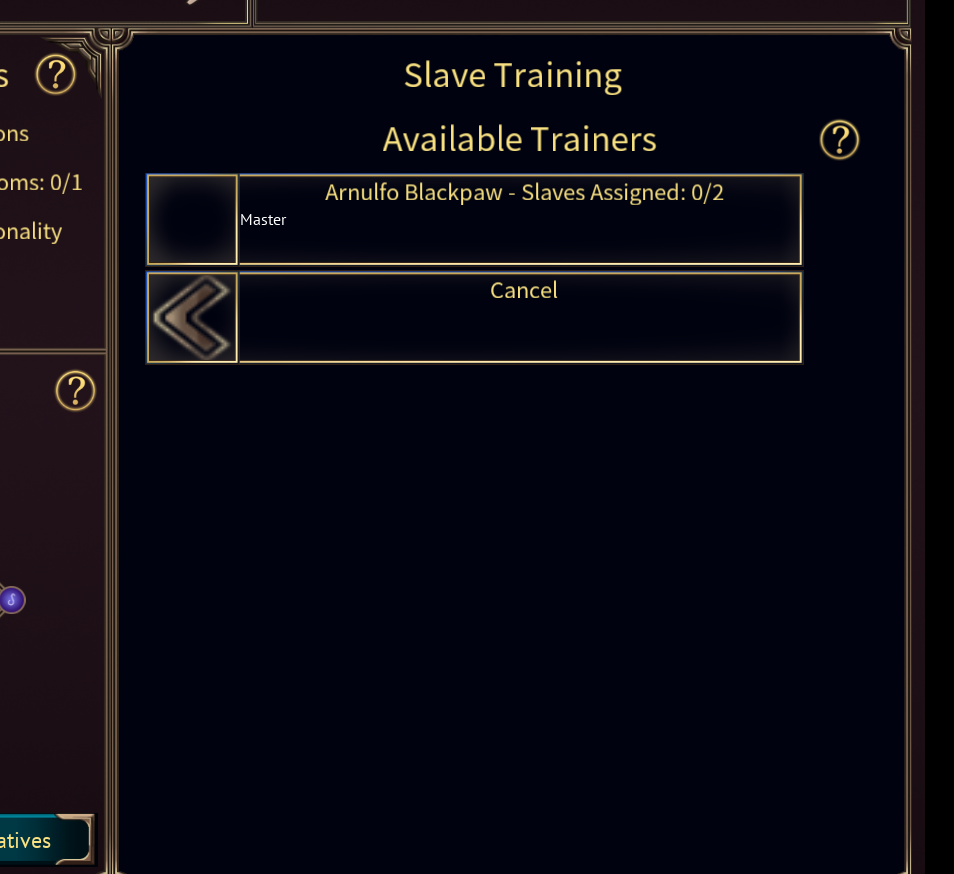 Slave Training
Available Trainers
Arnulfo Blackpaw - Slaves Assigned: 0/2
Master
Cancel
s
ons
oms: 0/1
onality
atives